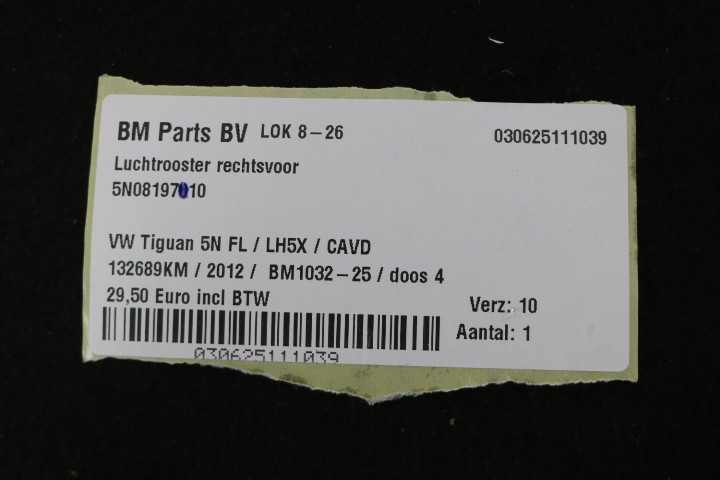 BM Parts BV LOK 8-26 030625111039
Luchtrooster rechtsvoor
5N0819710
VW Tiguan 5N FL / LH5X / CAVD
132689KM / 2012 / BM1032-25 / doos 4
29,50 Euro incl BTW
Verz: 10
Aantal: 1
030625111039